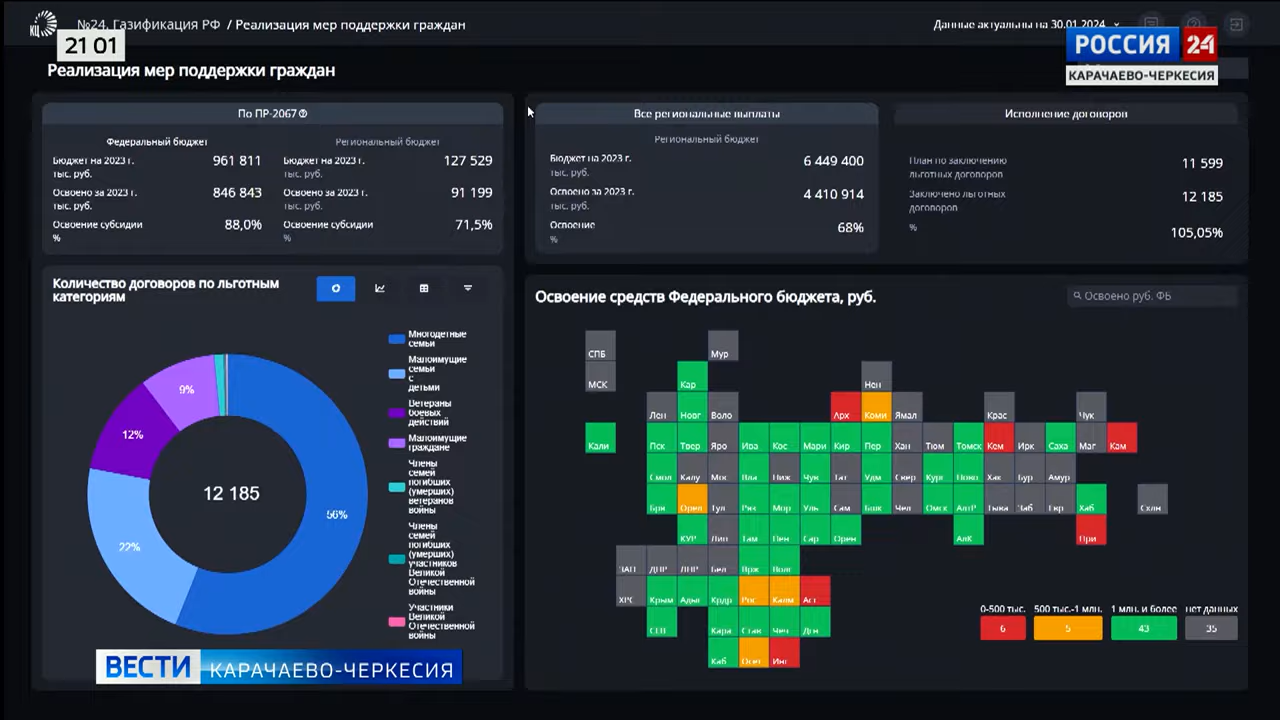 КЦ
№24. Газификация РФ / Реализация мер поддержки граждан
Данные актуальны на 30.01.2024
21 01
РОССИЯ 24
КАРАЧАЕВО-ЧЕРКЕСИЯ
Реализация мер поддержки граждан
По ПР-2067
Федеральный бюджет
Региональный бюджет
Бюджет на 2023 г.
тыс. руб.
961 811
Бюджет на 2023 г.
тыс. руб.
127 529
Освоено за 2023 г.
тыс. руб.
846 843
Освоено за 2023 г.
тыс. руб.
91 199
Освоение субсидии
%
88,0%
Освоение субсидии
%
71,5%
Все региональные выплаты
Региональный бюджет
Бюджет на 2023 г.
тыс. руб.
6 449 400
Освоено за 2023 г.
тыс. руб.
4 410 914
Освоение
%
68%
Исполнение договоров
План по заключению
льготных договоров
11 599
Заключено льготных
договоров
12 185
%
105,05%
Количество договоров по льготным
категориям
9%
12%
22%
56%
12 185
Многодетные
семьи
Малоимущие
семьи
с
детьми
Ветераны
боевых
действий
Малоимущие
граждане
Члены
семей
погибших
(умерших)
ветеранов
войны
Члены
семей
погибших
(умерших)
участников
Великой
Отечественной
войны
Участники
Великой
Отечественной
войны
Освоение средств Федерального бюджета, руб.
Освоено руб. ФБ
СПБ Мур
МСК Кар Нен
Лен Новг Воло Арх Коми Ямал Крас Чук
Кали Пск Твер Яро Ива Кос Мари Кир Пер Хан Тюм Томск Кем Ирк Саха Маг Кам
Смол Калу Мос Вла Ниж Чув Тат Удм Свер Кург Ново Хак Бур Амур
Бря Орел Тул Ряз Мор Уль Сам Баш Чел Омск АлтР Тыва Заб Евр Хаб Схлн
КУР Лип Там Пен Сар Орен АлК При
ЗАП ДНР ЛНР Бел Врж Волг
ХРС Крым Адыг Крдр Рос Калм Аст
СЕВ Кара Став Чеч Дгн
Каб Осет Инг
0-500 тыс. 500 тыс.-1 млн. 1 млн. и более нет данных
6 5 43 35
ВЕСТИ КАРАЧАЕВО-ЧЕРКЕСИЯ